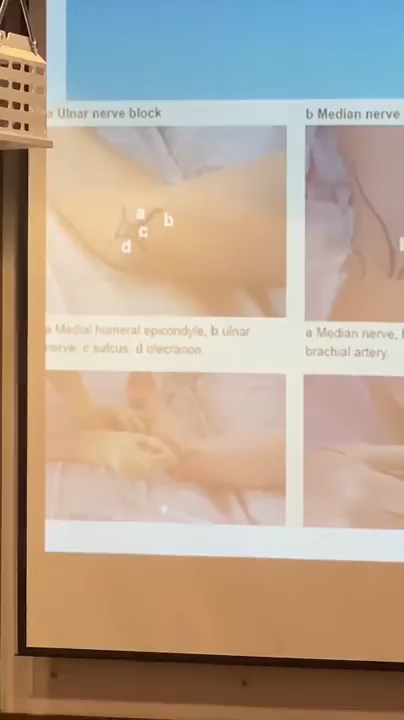 a Ulnar nerve block
b Median nerve
a
b
c
d
a Medial humeral epicondyle, b ulnar
nerve, c sulcus, d olecranon.
a Median nerve,
brachial artery.